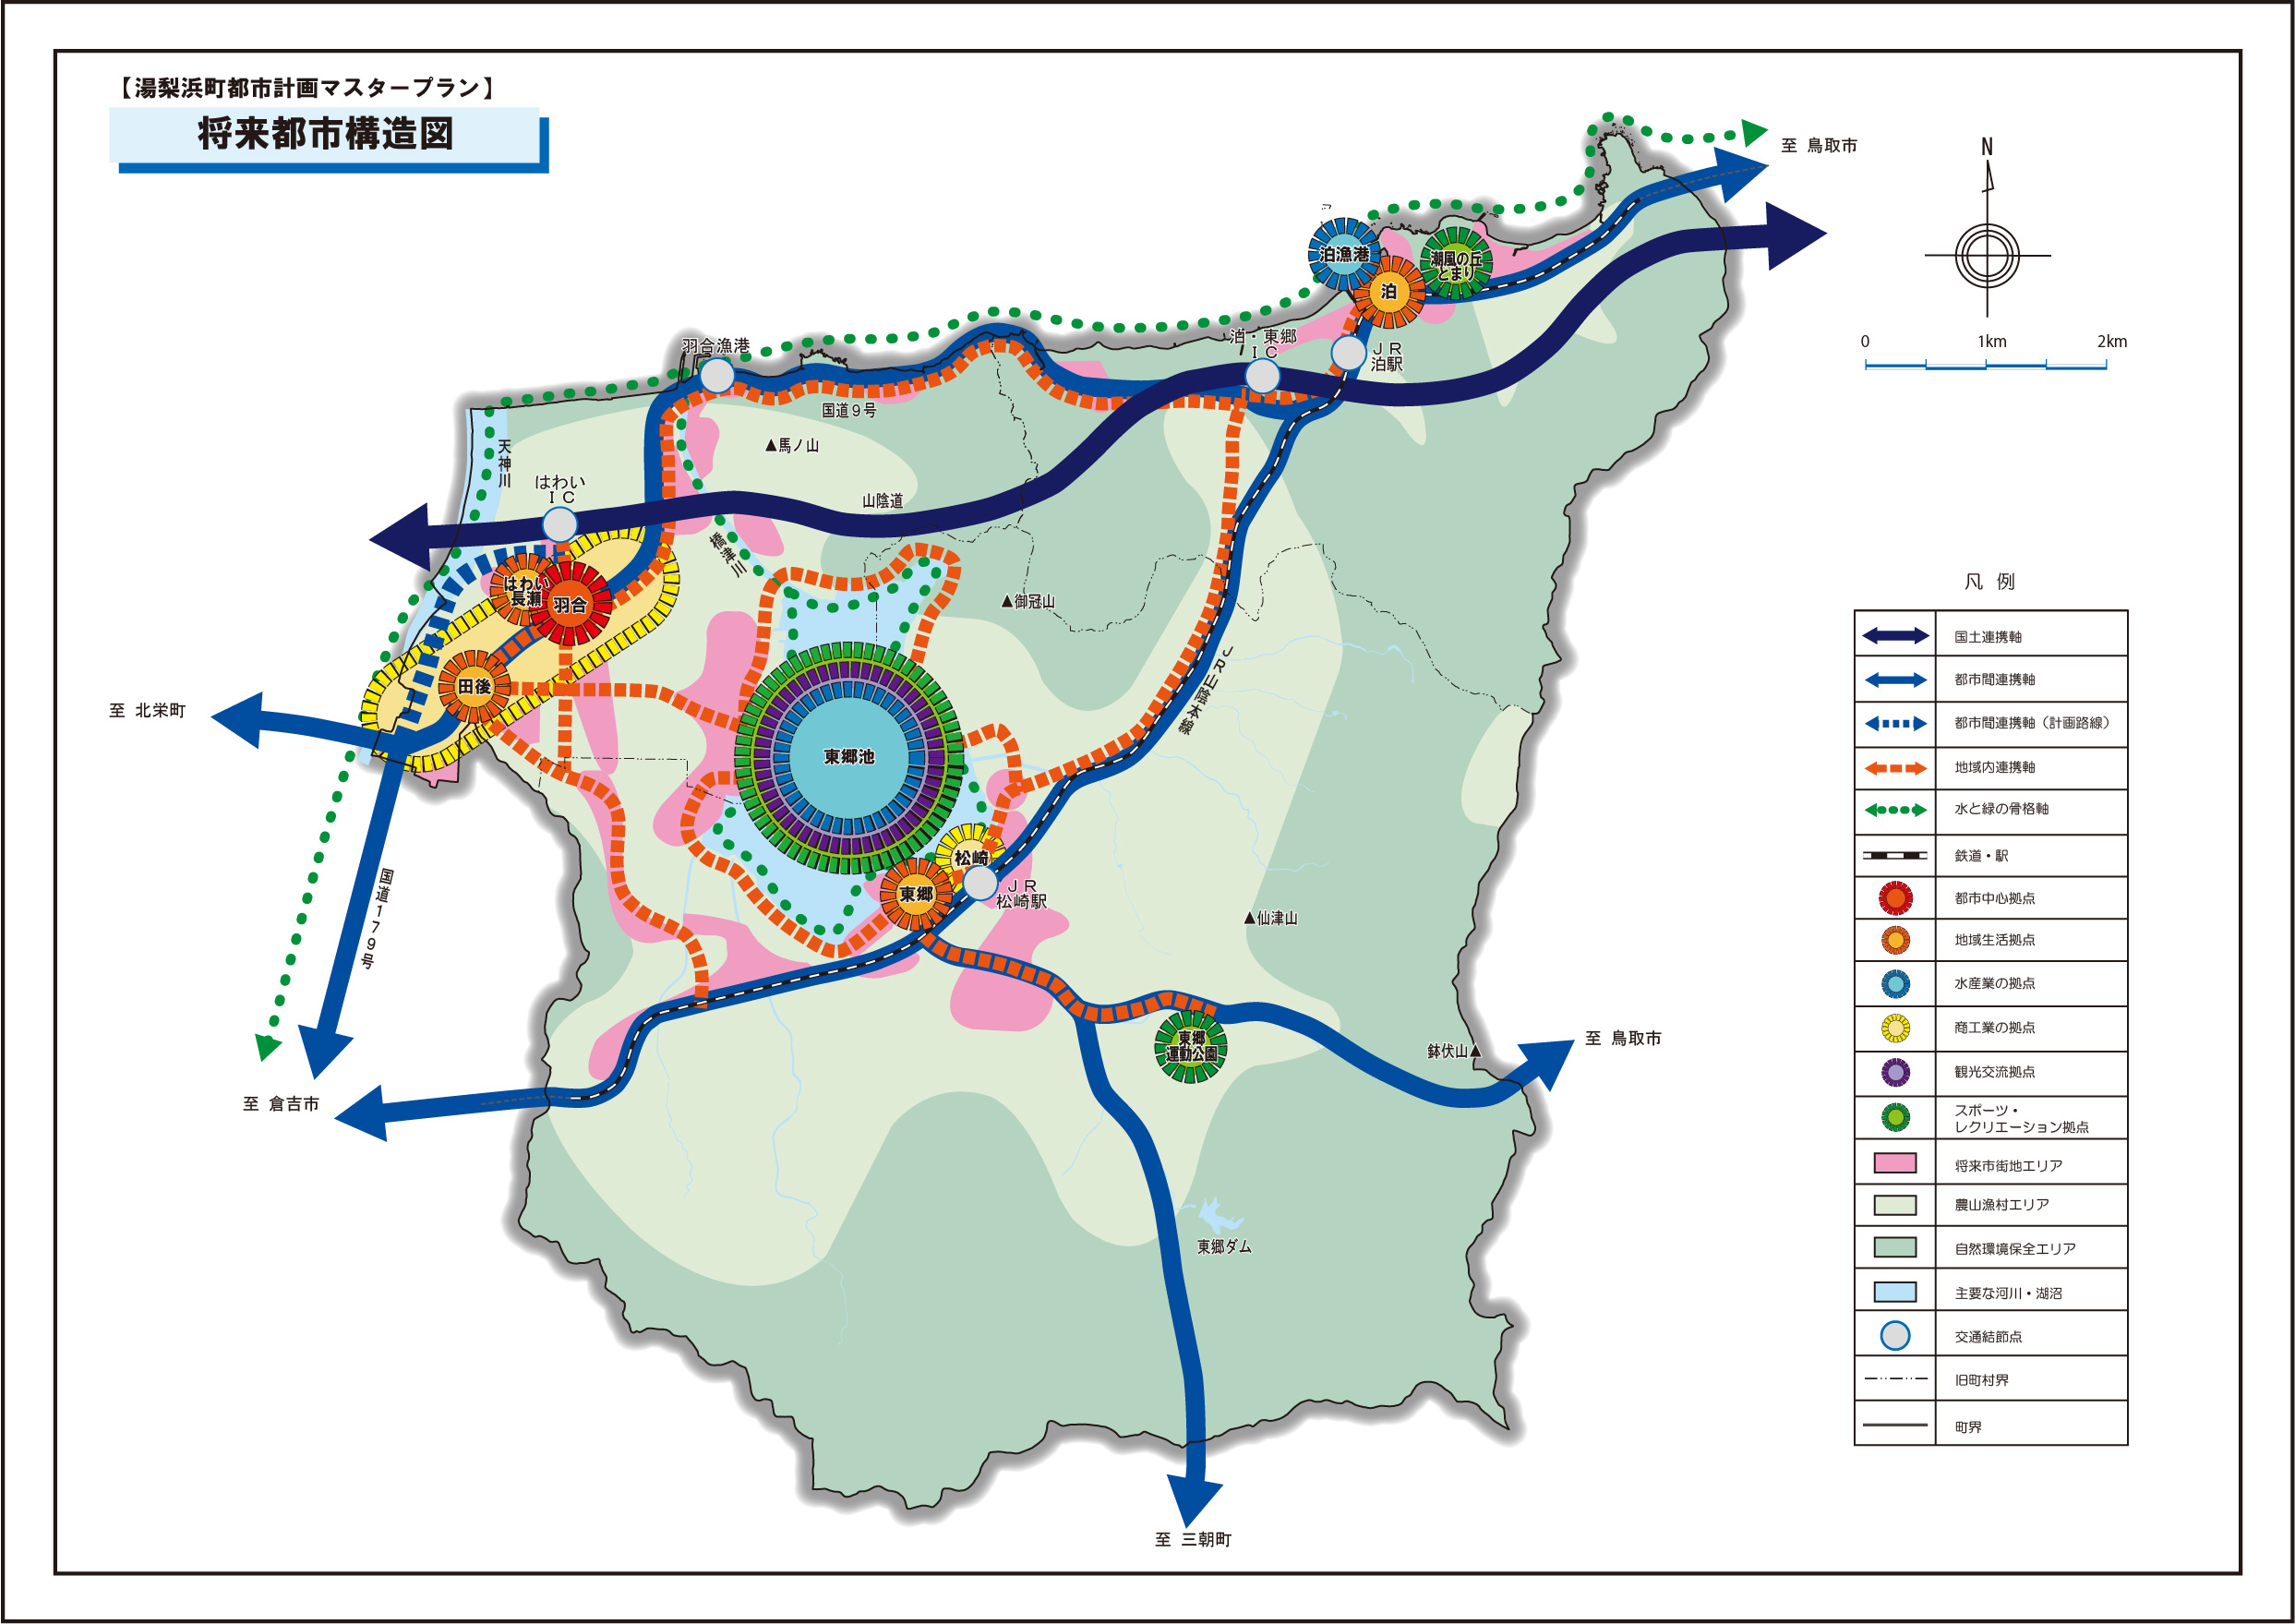 【湯梨浜町都市計画マスタープラン】
将来都市構造図
至 鳥取市
N
0 1km 2km
泊漁港
潮風の丘
とまり
泊
泊・東郷
IC
JR
泊駅
羽合漁港
国道9号
▲馬ノ山
天神川
はわい
IC
山陰道
橋津川
はわい
長瀬
羽合
▲御冠山
田後
JR山陰本線
至 北栄町
東郷池
松崎
東郷
JR
松崎駅
国道179号
▲仙津山
東郷
運動公園
鉢伏山▲
至 鳥取市
至 倉吉市
東郷ダム
至 三朝町
凡 例
国土連携軸
都市間連携軸
都市間連携軸（計画路線）
地域内連携軸
水と緑の骨格軸
鉄道・駅
都市中心拠点
地域生活拠点
水産業の拠点
商工業の拠点
観光交流拠点
スポーツ・
レクリエーション拠点
将来市街地エリア
農山漁村エリア
自然環境保全エリア
主要な河川・湖沼
交通結節点
旧町村界
町界